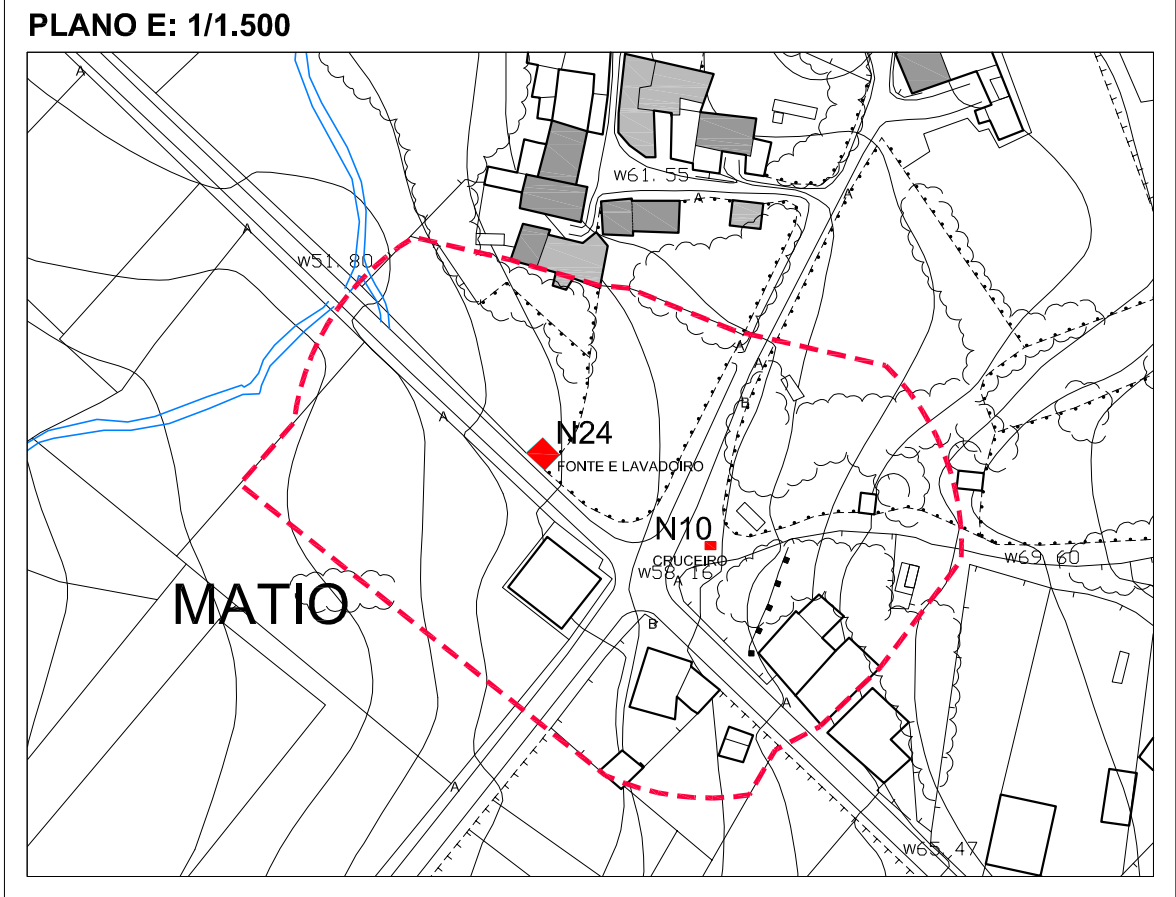 PLANO E: 1/1.500
A
W61. 55
A
A
A
W51. 80
A
A
B
A
N24
FONTE E LAVADOIRO
N10
CRUCEIRO
W58. 16
A
W69. 60
MATIO
B
A
A
W65. 47